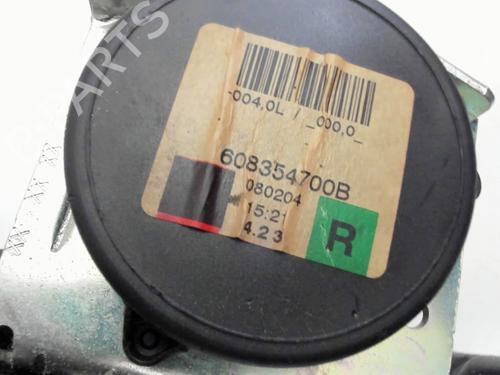 PARTS
-004,0L / _000,0_
608354700B
080204
15:21
4.23
R